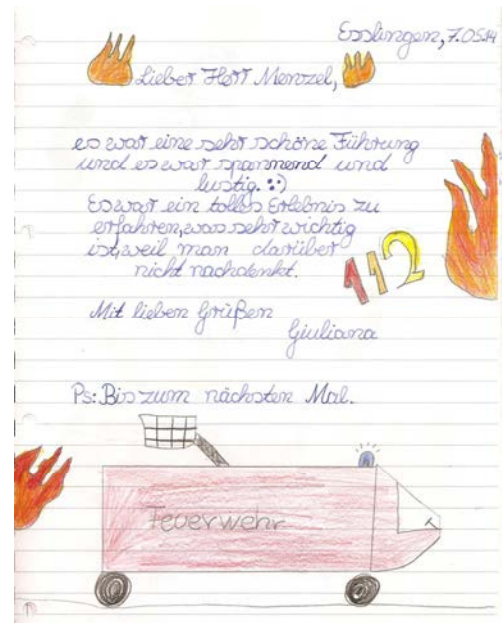 Esslingen, 7.05.14
Lieber Herr Menzel,
es war eine sehr schöne Führung
und es war spannend und
lustig. :)
Es war ein tolles Erlebnis zu
erfahren, was sehr wichtig
ist, weil man darüber
nicht nachdenkt.
112
Mit lieben Grüßen
Giuliana
Ps: Bis zum nächsten Mal.
Feuerwehr